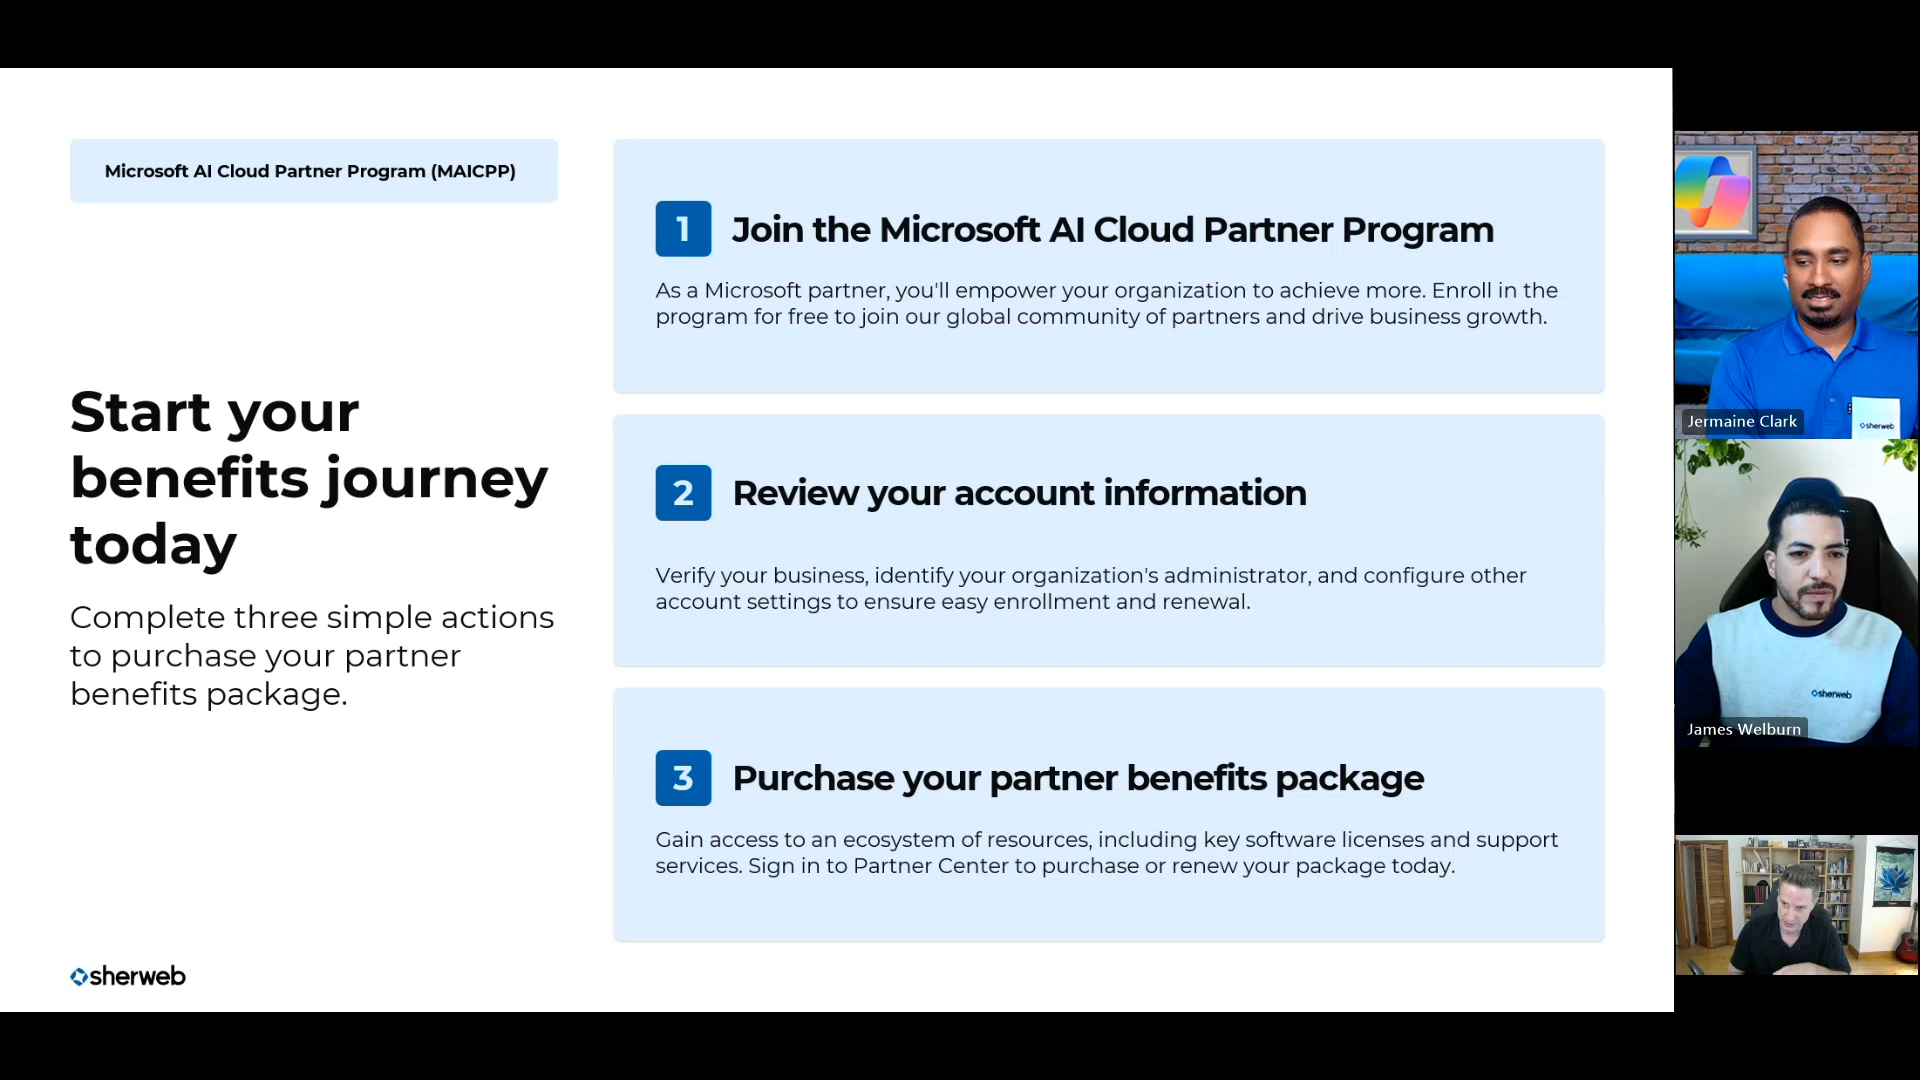 Microsoft AI Cloud Partner Program (MAICPP)
Start your
benefits journey
today
Complete three simple actions
to purchase your partner
benefits package.
sherweb
1
Join the Microsoft AI Cloud Partner Program
As a Microsoft partner, you'll empower your organization to achieve more. Enroll in the
program for free to join our global community of partners and drive business growth.
2
Review your account information
Verify your business, identify your organization's administrator, and configure other
account settings to ensure easy enrollment and renewal.
3
Purchase your partner benefits package
Gain access to an ecosystem of resources, including key software licenses and support
services. Sign in to Partner Center to purchase or renew your package today.
sherweb
Jermaine Clark
sherweb
James Welburn